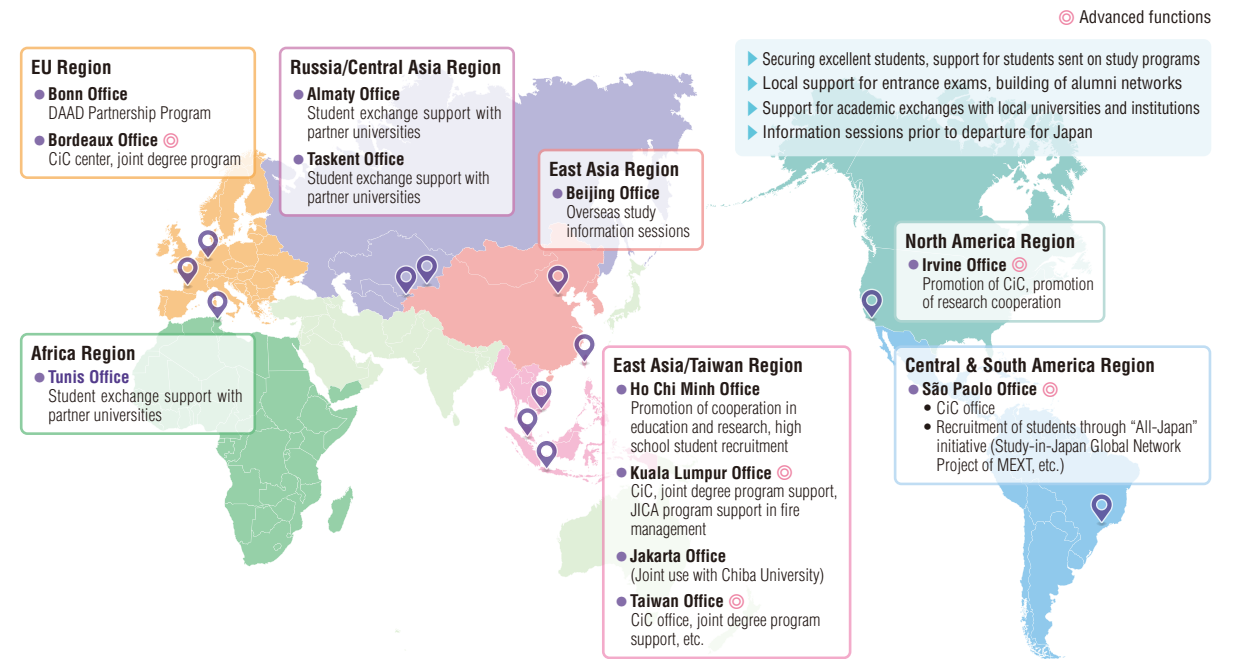 ◎ Advanced functions
▶ Securing excellent students, support for students sent on study programs
▶ Local support for entrance exams, building of alumni networks
▶ Support for academic exchanges with local universities and institutions
▶ Information sessions prior to departure for Japan
EU Region
● Bonn Office
DAAD Partnership Program
● Bordeaux Office ◎
CiC center, joint degree program
Russia/Central Asia Region
● Almaty Office
Student exchange support with
partner universities
● Taskent Office
Student exchange support with
partner universities
East Asia Region
● Beijing Office
Overseas study
information sessions
North America Region
● Irvine Office ◎
Promotion of CiC, promotion
of research cooperation
Africa Region
● Tunis Office
Student exchange support with
partner universities
East Asia/Taiwan Region
● Ho Chi Minh Office
Promotion of cooperation in
education and research, high
school student recruitment
● Kuala Lumpur Office ◎
CiC, joint degree program support,
JICA program support in fire
management
● Jakarta Office
(Joint use with Chiba University)
● Taiwan Office ◎
CiC office, joint degree program
support, etc.
Central & South America Region
● São Paolo Office ◎
• CiC office
• Recruitment of students through “All-Japan”
initiative (Study-in-Japan Global Network
Project of MEXT, etc.)